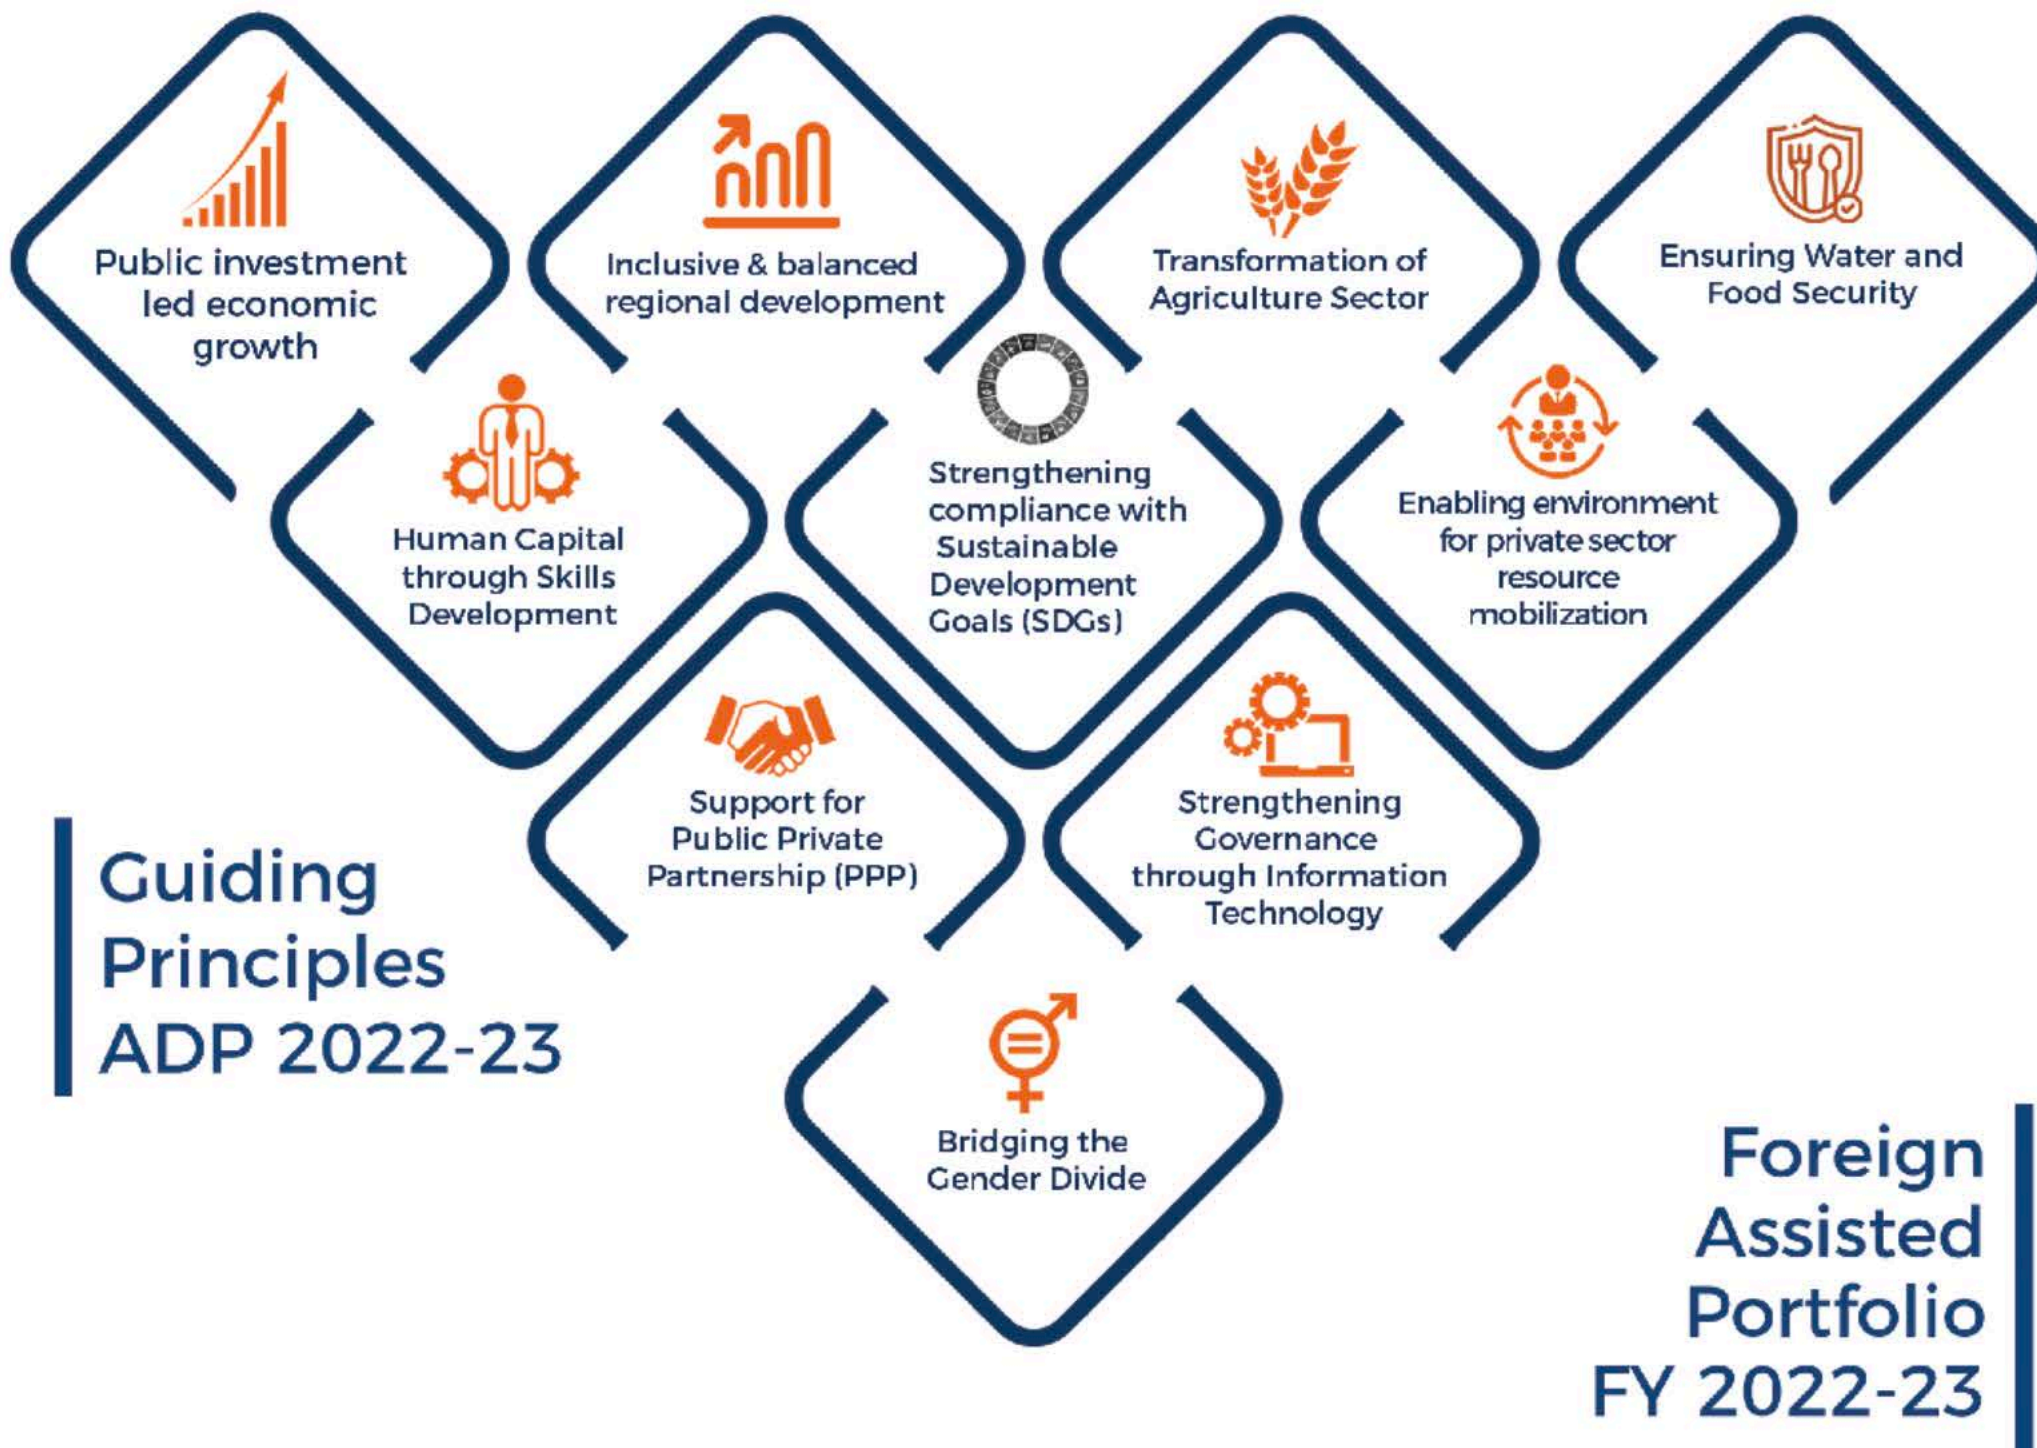 Public investment
led economic
growth
Inclusive & balanced
regional development
Transformation of
Agriculture Sector
Ensuring Water and
Food Security
Human Capital
through Skills
Development
Strengthening
compliance with
Sustainable
Development
Goals (SDGs)
Enabling environment
for private sector
resource
mobilization
Support for
Public Private
Partnership (PPP)
Strengthening
Governance
through Information
Technology
Guiding
Principles
ADP 2022-23
Bridging the
Gender Divide
Foreign
Assisted
Portfolio
FY 2022-23